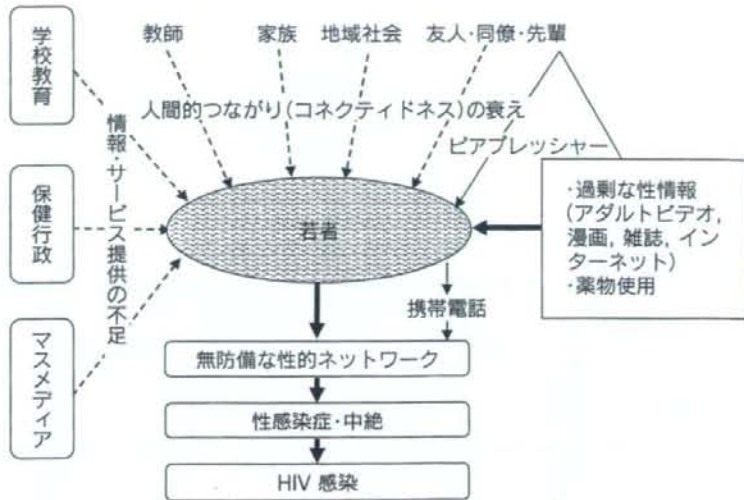 学校教育
教師
家族
地域社会
友人・同僚・先輩
人間的つながり(コネクティドネス)の衰え
ピアプレッシャー
情報・サービス提供の不足
保健行政
若者
・過剰な性情報
(アダルトビデオ,
漫画, 雑誌, イン
ターネット)
・薬物使用
携帯電話
マスメディア
無防備な性的ネットワーク
性感染症・中絶
HIV 感染